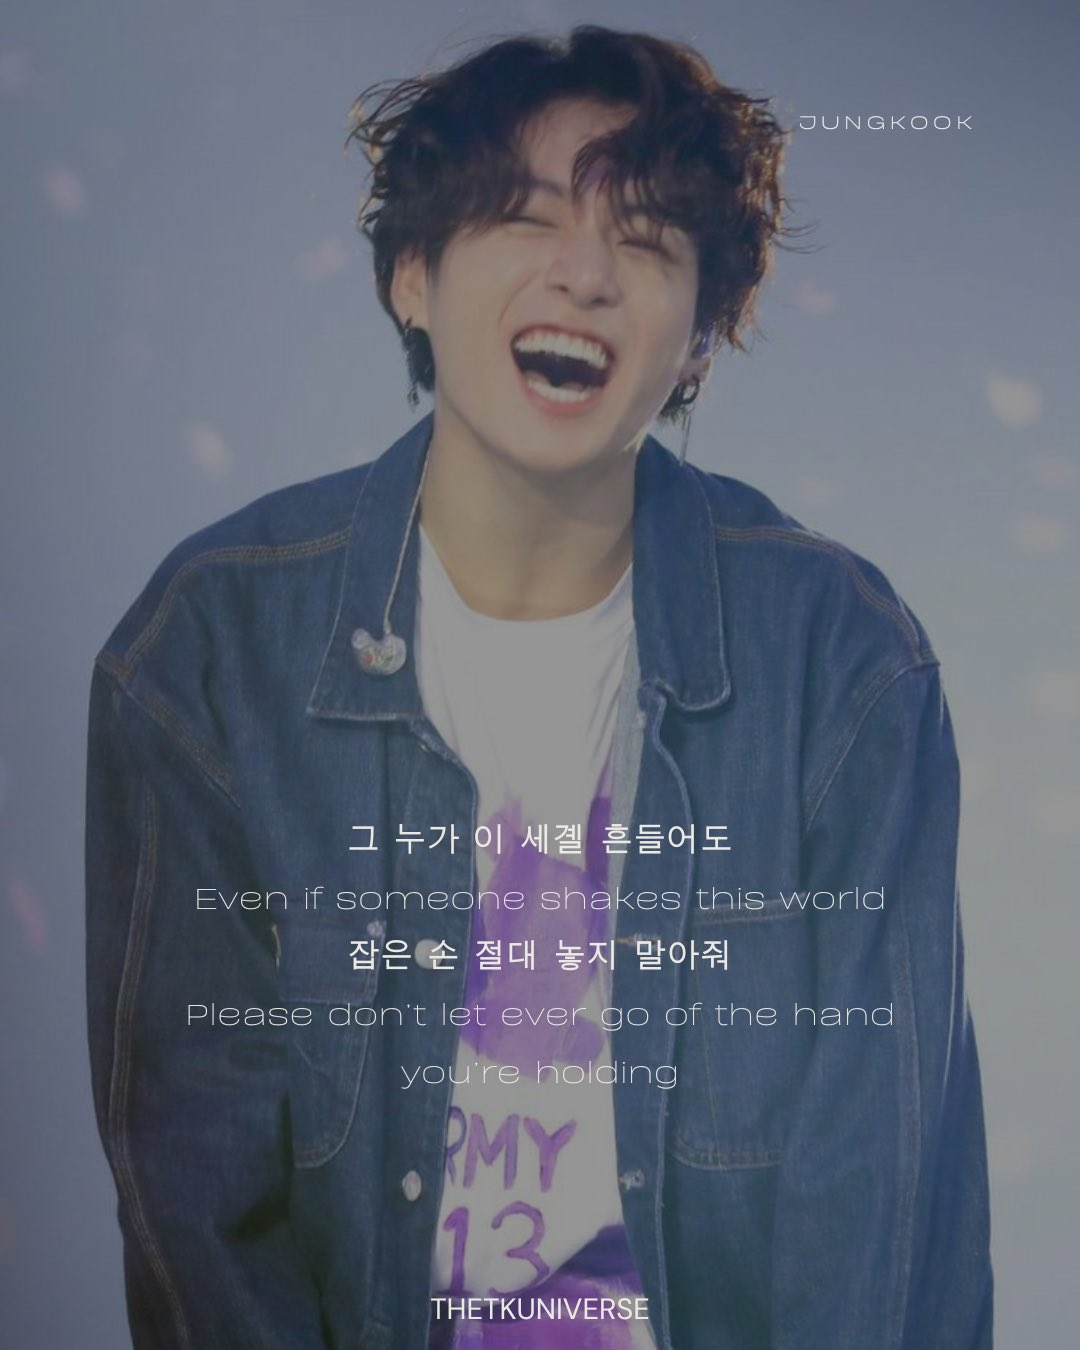 JUNGKOOK
그 누가 이 세곌 흔들어도
Even if someone shakes this world
잡은 손 절대 놓지 말아줘
Please don't let ever go of the hand
you're holding
RMY
13
THETKUNIVERSE